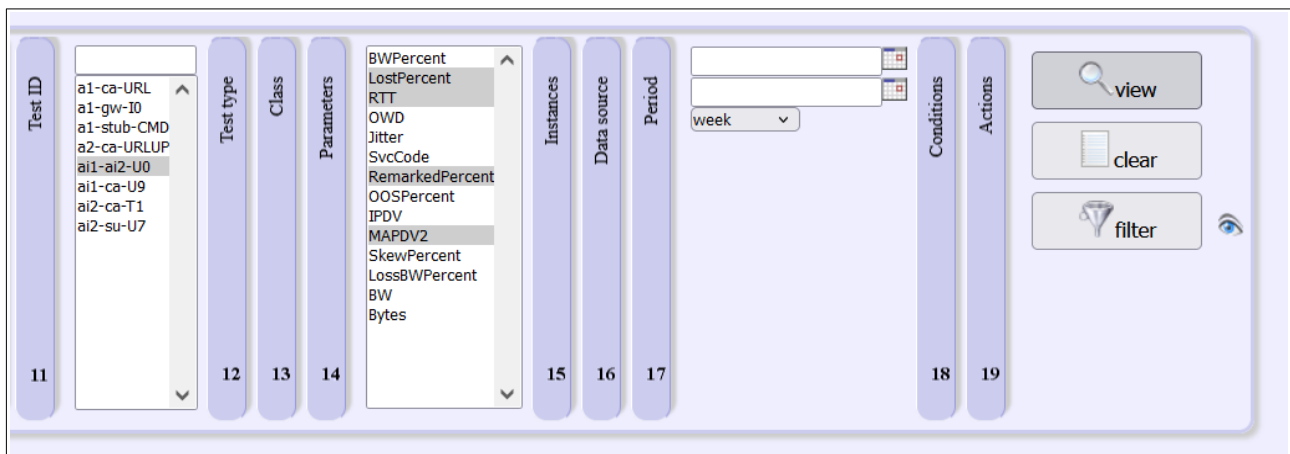 Test ID
11
a1-ca-URL
a1-gw-I0
a1-stub-CMD
a2-ca-URLUP
ai1-ai2-U0
ai1-ca-U9
ai2-ca-T1
ai2-su-U7
Test type
12
Class
13
Parameters
14
BWPercent
LostPercent
RTT
OWD
Jitter
SvcCode
RemarkedPercent
OOSPercent
IPDV
MAPDV2
SkewPercent
LossBWPercent
BW
Bytes
Instances
15
Data source
16
Period
17
week
Conditions
18
Actions
19
view
clear
filter